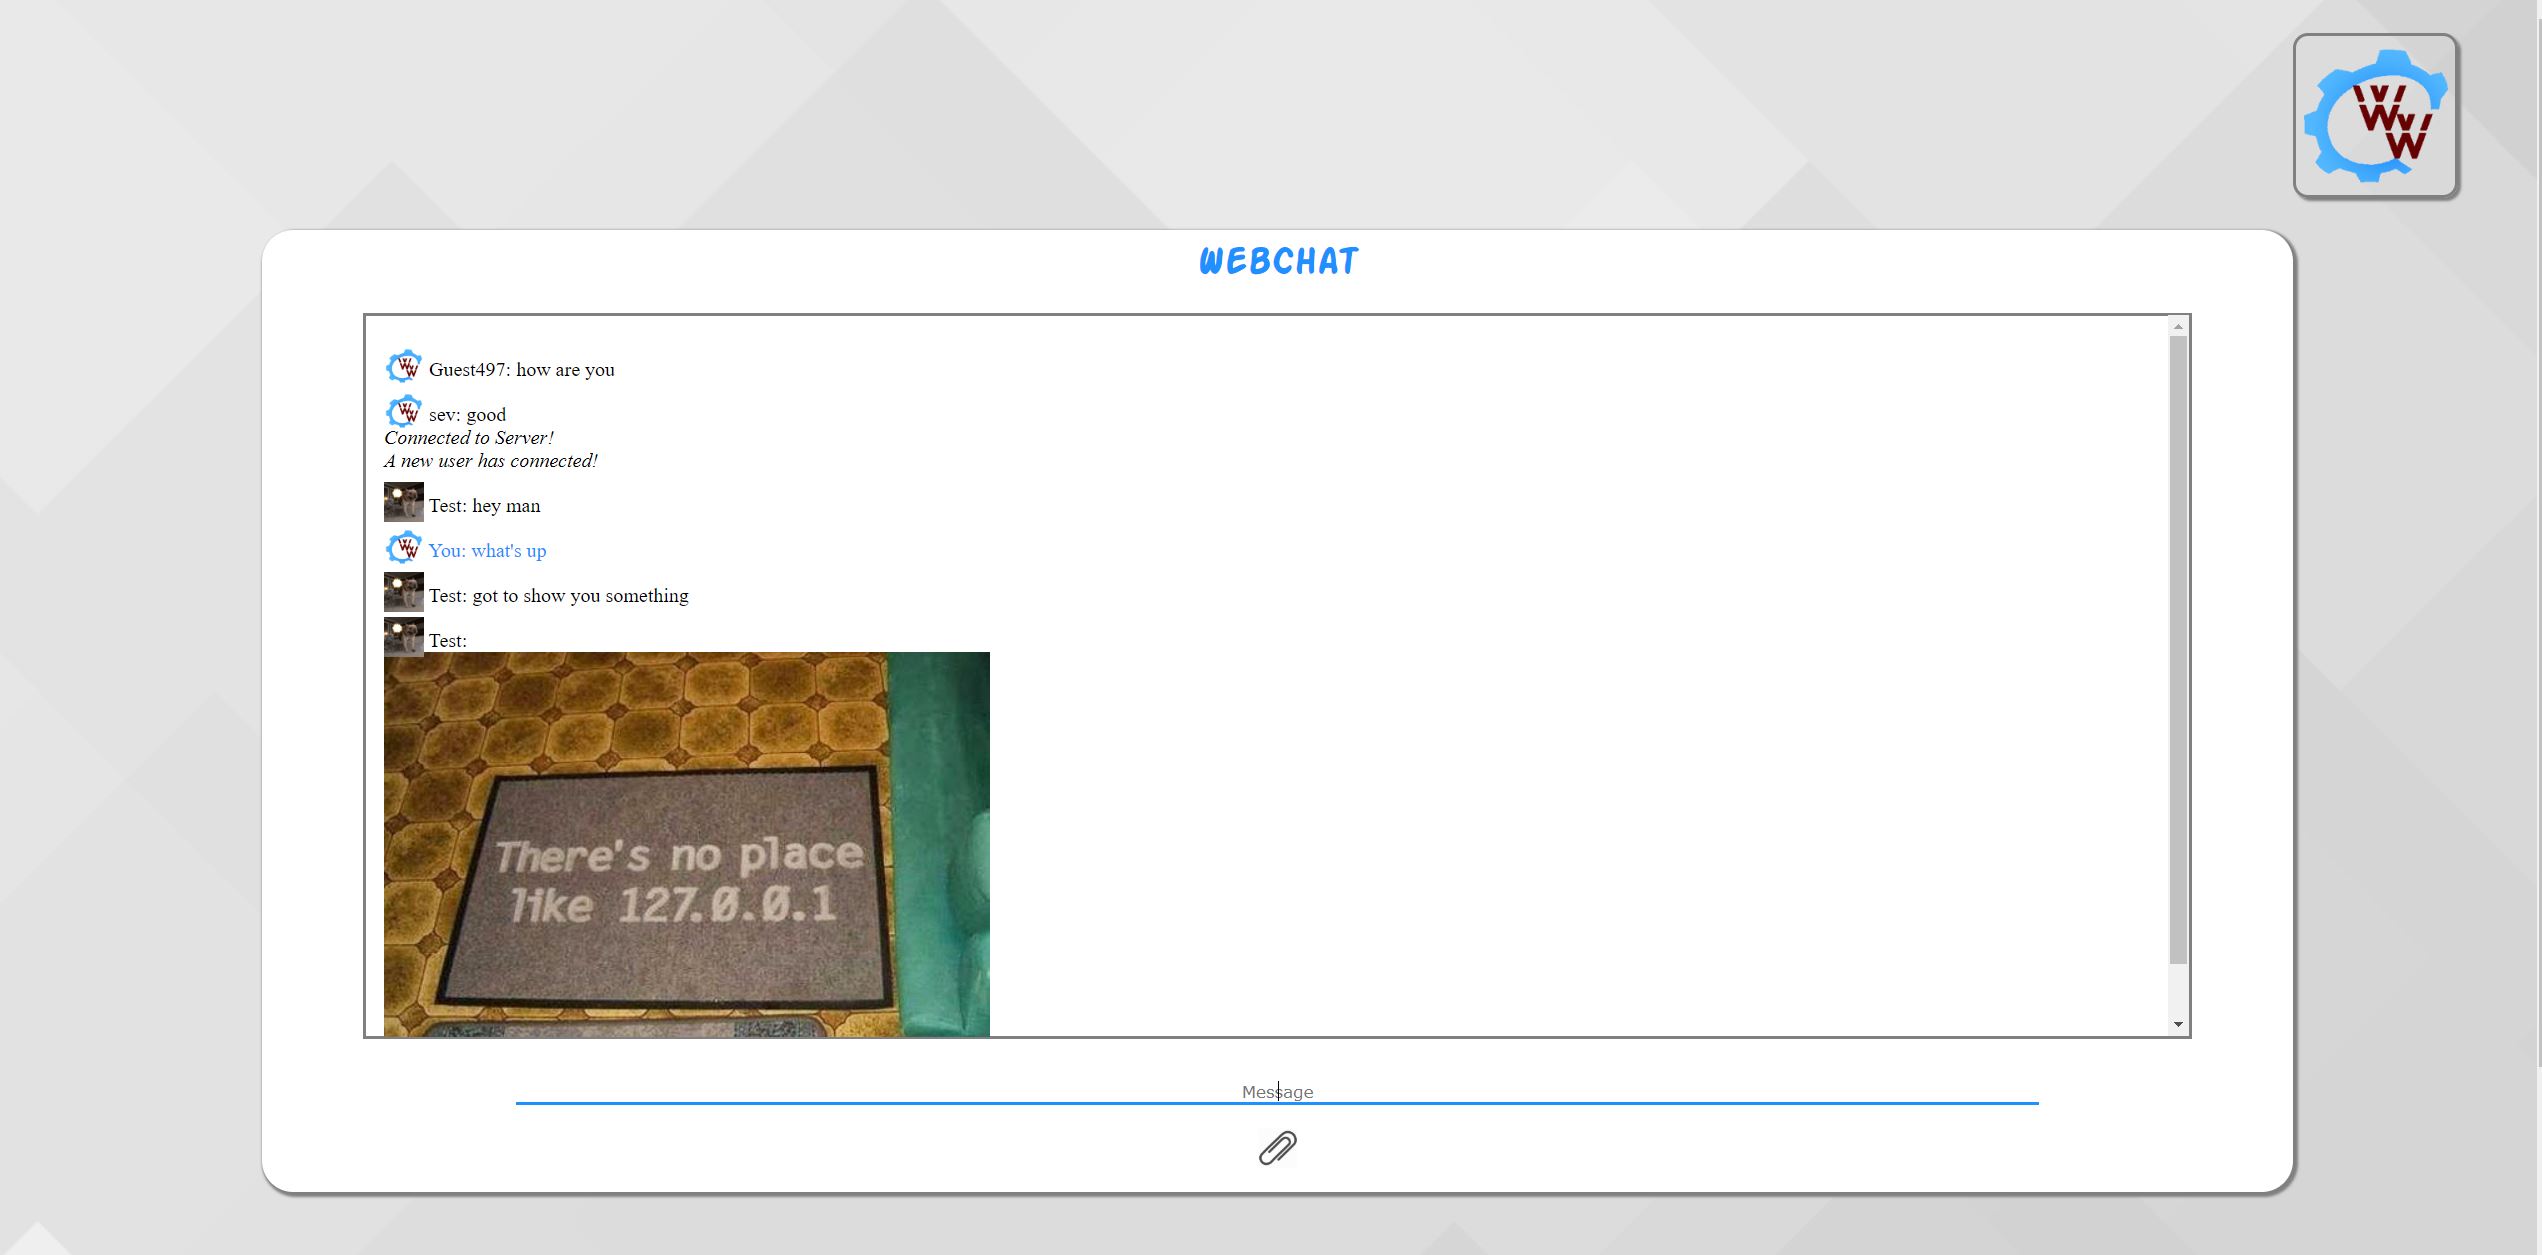 WEBCHAT
Guest497: how are you
sev: good
Connected to Server!
A new user has connected!
Test: hey man
You: what's up
Test: got to show you something
Test:
There's no place
like 127.0.0.1
Message